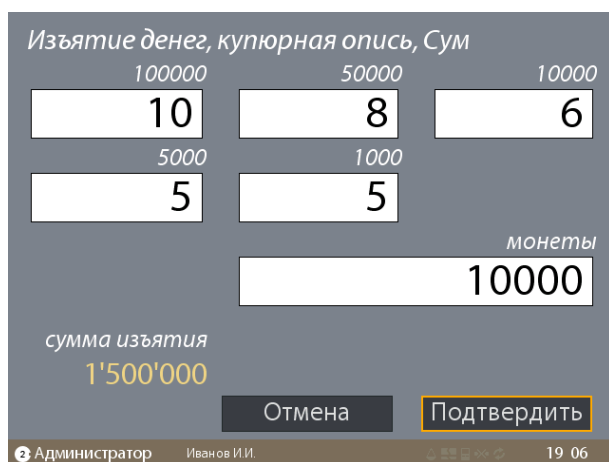 Изъятие денег, купюрная опись, Сум
100000 50000 10000
10 8 6
5000 1000
5 5
монеты
10000
сумма изъятия
1'500'000
Отмена Подтвердить
2 Администратор Иванов И.И. 19 06